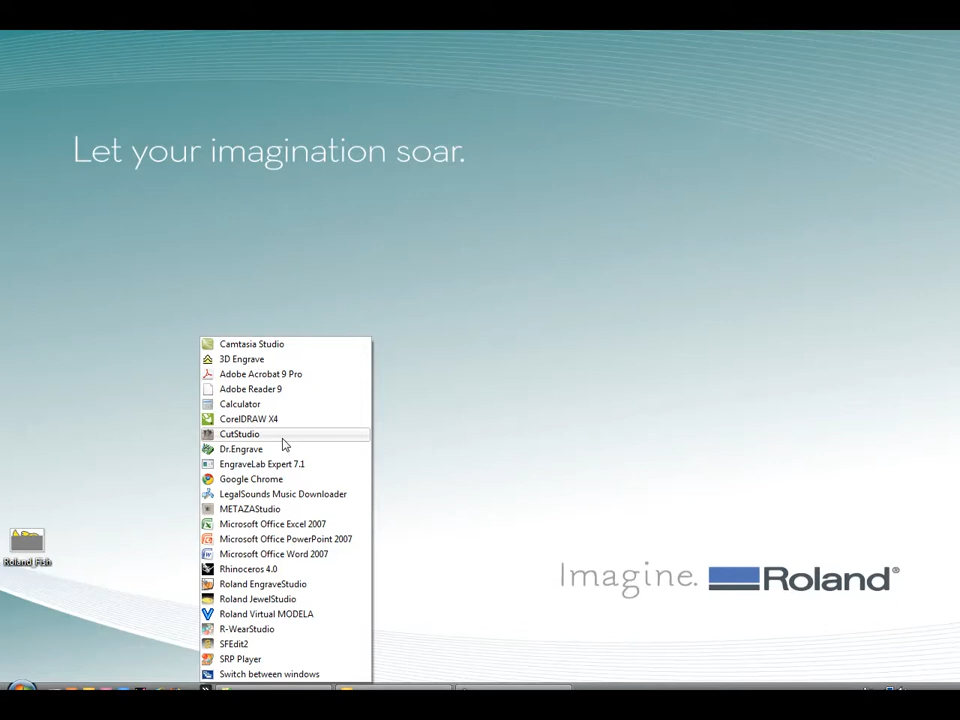 Let your imagination soar.
Camtasia Studio
3D Engrave
Adobe Acrobat 9 Pro
Adobe Reader 9
Calculator
CorelDRAW X4
CutStudio
Dr.Engrave
EngraveLab Expert 7.1
Google Chrome
LegalSounds Music Downloader
METAZAStudio
Microsoft Office Excel 2007
Microsoft Office PowerPoint 2007
Microsoft Office Word 2007
Rhinoceros 4.0
Roland EngraveStudio
Roland JewelStudio
Roland Virtual MODELA
R-WearStudio
SFEdit2
SRP Player
Switch between windows
Roland Fish
Imagine. Roland®